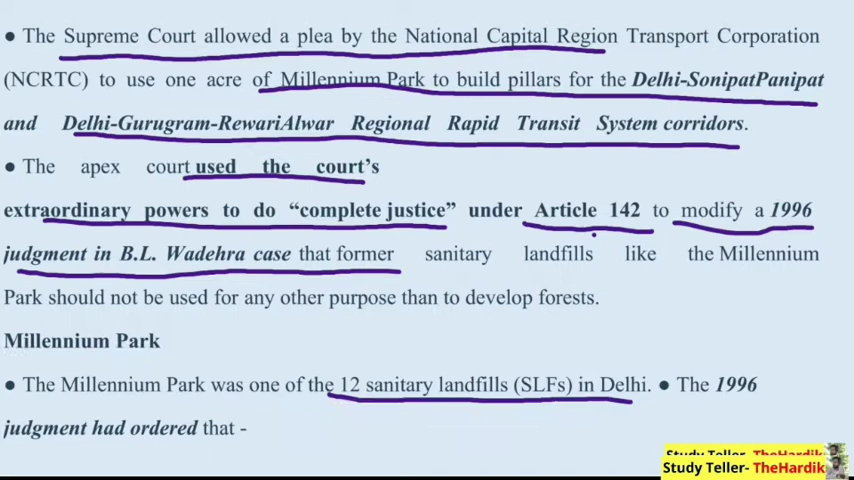 ● The Supreme Court allowed a plea by the National Capital Region Transport Corporation
(NCRTC) to use one acre of Millennium Park to build pillars for the Delhi-SonipatPanipat
and Delhi-Gurugram-RewariAlwar Regional Rapid Transit System corridors.
● The apex court used the court's
extraordinary powers to do “complete justice” under Article 142 to modify a 1996
judgment in B.L. Wadehra case that former sanitary landfills like the Millennium
Park should not be used for any other purpose than to develop forests.
Millennium Park
● The Millennium Park was one of the 12 sanitary landfills (SLFs) in Delhi. ● The 1996
judgment had ordered that -
Study Teller- TheHardik
Study Teller- TheHardik